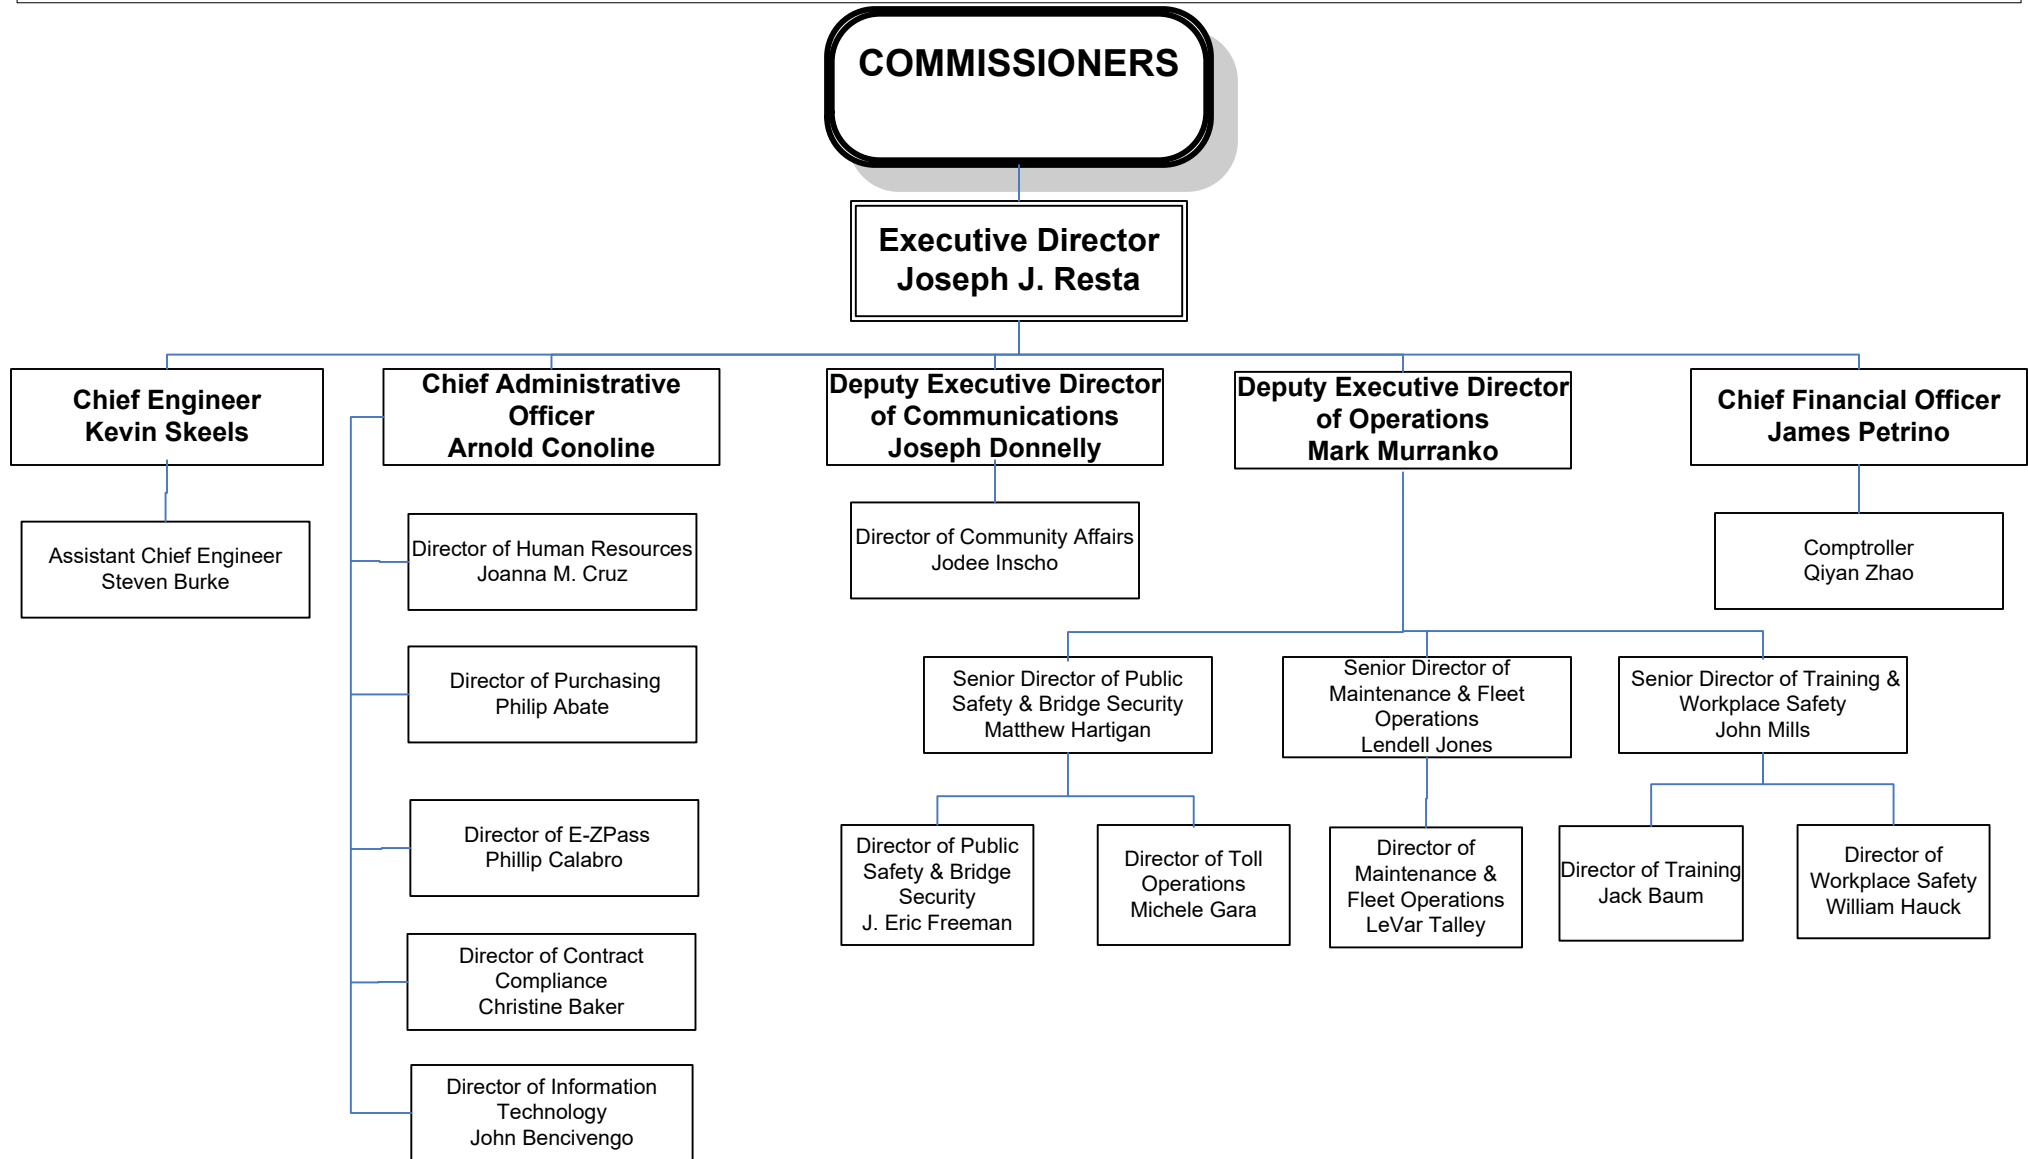 COMMISSIONERS
Executive Director
Joseph J. Resta
Chief Engineer
Kevin Skeels
Chief Administrative
Officer
Arnold Conoline
Deputy Executive Director
of Communications
Joseph Donnelly
Deputy Executive Director
of Operations
Mark Murranko
Chief Financial Officer
James Petrino
Assistant Chief Engineer
Steven Burke
Director of Human Resources
Joanna M. Cruz
Director of Purchasing
Philip Abate
Director of E-ZPass
Phillip Calabro
Director of Contract
Compliance
Christine Baker
Director of Information
Technology
John Bencivengo
Director of Community Affairs
Jodee Inscho
Comptroller
Qiyan Zhao
Senior Director of Public
Safety & Bridge Security
Matthew Hartigan
Senior Director of
Maintenance & Fleet
Operations
Lendell Jones
Senior Director of Training &
Workplace Safety
John Mills
Director of Public
Safety & Bridge
Security
J. Eric Freeman
Director of Toll
Operations
Michele Gara
Director of
Maintenance &
Fleet Operations
LeVar Talley
Director of Training
Jack Baum
Director of
Workplace Safety
William Hauck